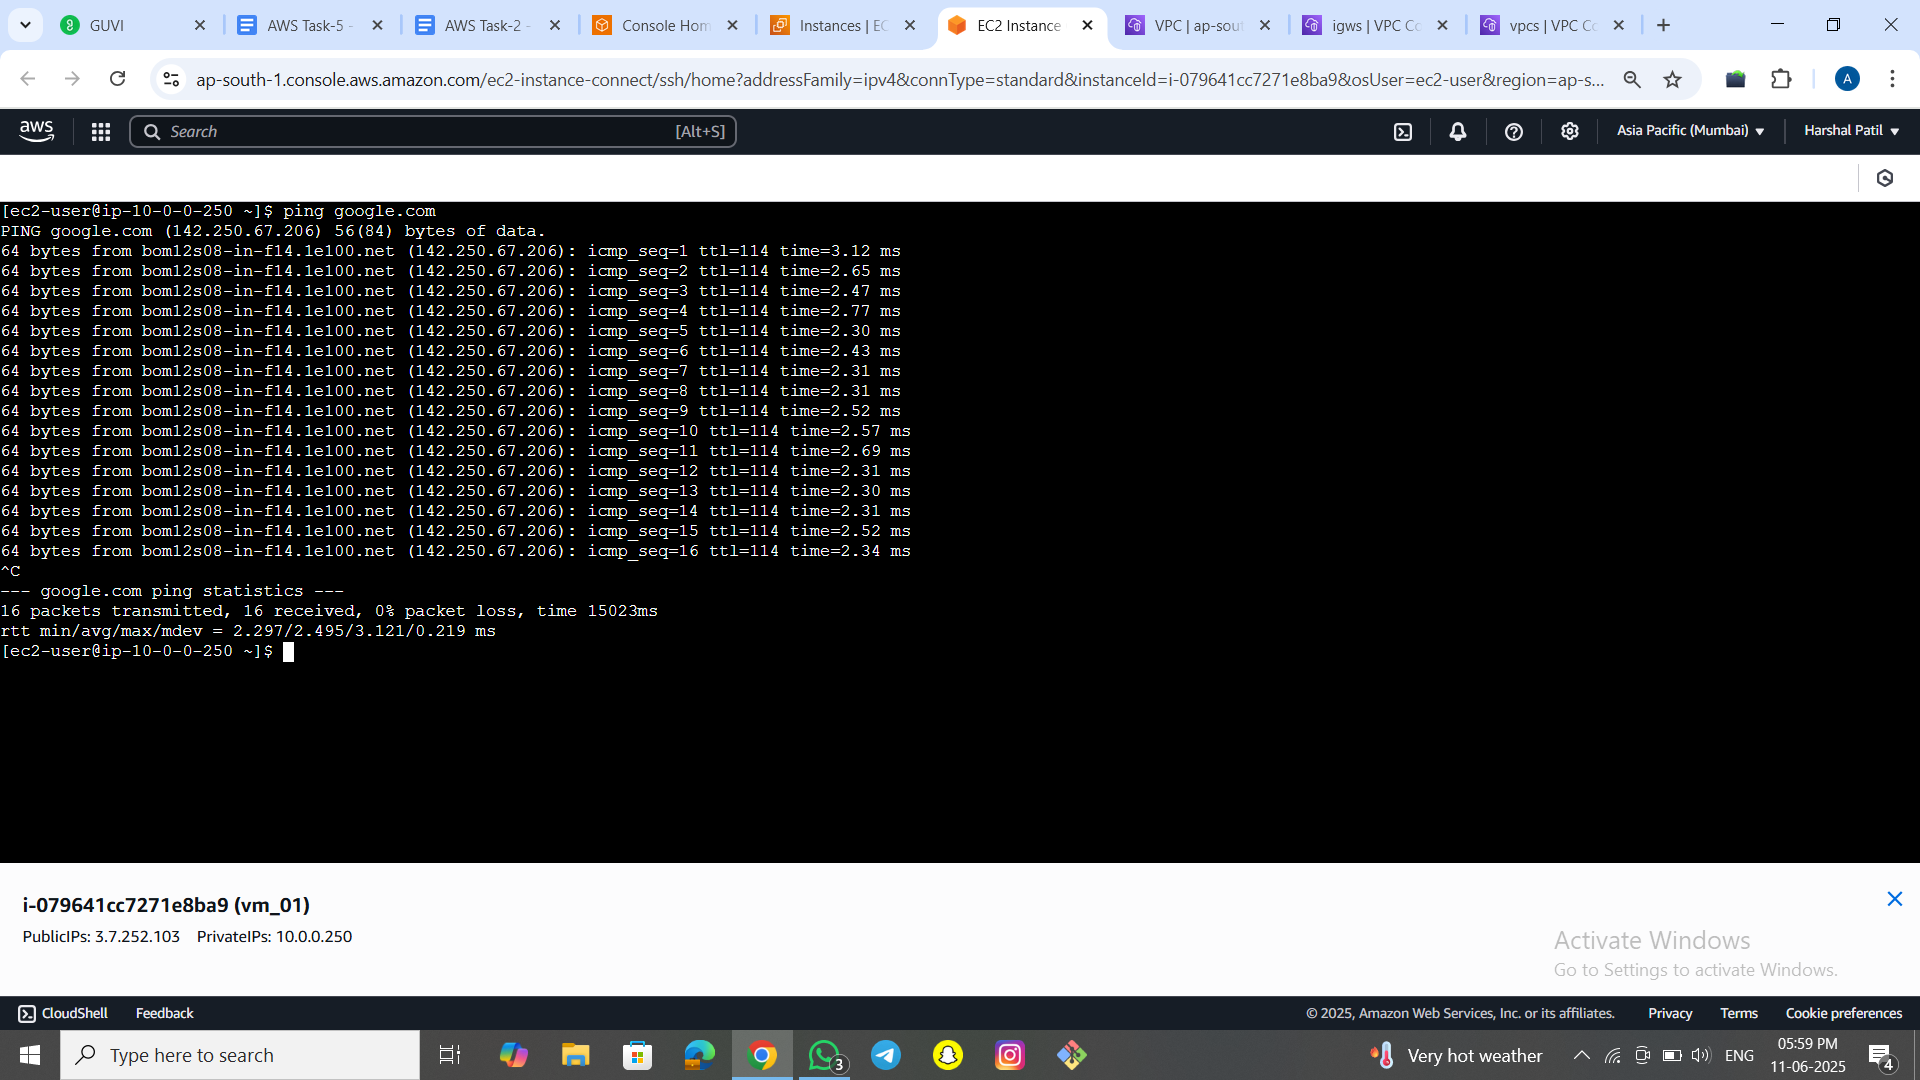 GUVI
AWS Task-5 -
AWS Task-2 -
Console Hom
Instances | EC
EC2 Instance
VPC | ap-sout
igws | VPC Co
vpcs | VPC Co
ap-south-1.console.aws.amazon.com/ec2-instance-connect/ssh/home?addressFamily=ipv4&connType=standard&instanceId=i-079641cc7271e8ba9&osUser=ec2-user&region=ap-s...
A
aws
Search
[Alt+S]
Asia Pacific (Mumbai)
Harshal Patil
[ec2-user@ip-10-0-0-250 ~]$ ping google.com
PING google.com (142.250.67.206) 56(84) bytes of data.
64 bytes from bom12s08-in-f14.1e100.net (142.250.67.206): icmp_seq=1 ttl=114 time=3.12 ms
64 bytes from bom12s08-in-f14.1e100.net (142.250.67.206): icmp_seq=2 ttl=114 time=2.65 ms
64 bytes from bom12s08-in-f14.1e100.net (142.250.67.206): icmp_seq=3 ttl=114 time=2.47 ms
64 bytes from bom12s08-in-f14.1e100.net (142.250.67.206): icmp_seq=4 ttl=114 time=2.77 ms
64 bytes from bom12s08-in-f14.1e100.net (142.250.67.206): icmp_seq=5 ttl=114 time=2.30 ms
64 bytes from bom12s08-in-f14.1e100.net (142.250.67.206): icmp_seq=6 ttl=114 time=2.43 ms
64 bytes from bom12s08-in-f14.1e100.net (142.250.67.206): icmp_seq=7 ttl=114 time=2.31 ms
64 bytes from bom12s08-in-f14.1e100.net (142.250.67.206): icmp_seq=8 ttl=114 time=2.31 ms
64 bytes from bom12s08-in-f14.1e100.net (142.250.67.206): icmp_seq=9 ttl=114 time=2.52 ms
64 bytes from bom12s08-in-f14.1e100.net (142.250.67.206): icmp_seq=10 ttl=114 time=2.57 ms
64 bytes from bom12s08-in-f14.1e100.net (142.250.67.206): icmp_seq=11 ttl=114 time=2.69 ms
64 bytes from bom12s08-in-f14.1e100.net (142.250.67.206): icmp_seq=12 ttl=114 time=2.31 ms
64 bytes from bom12s08-in-f14.1e100.net (142.250.67.206): icmp_seq=13 ttl=114 time=2.30 ms
64 bytes from bom12s08-in-f14.1e100.net (142.250.67.206): icmp_seq=14 ttl=114 time=2.31 ms
64 bytes from bom12s08-in-f14.1e100.net (142.250.67.206): icmp_seq=15 ttl=114 time=2.52 ms
64 bytes from bom12s08-in-f14.1e100.net (142.250.67.206): icmp_seq=16 ttl=114 time=2.34 ms
^C
--- google.com ping statistics ---
16 packets transmitted, 16 received, 0% packet loss, time 15023ms
rtt min/avg/max/mdev = 2.297/2.495/3.121/0.219 ms
[ec2-user@ip-10-0-0-250 ~]$
i-079641cc7271e8ba9 (vm_01)
PublicIPs: 3.7.252.103 PrivateIPs: 10.0.0.250
Activate Windows
Go to Settings to activate Windows.
CloudShell
Feedback
© 2025, Amazon Web Services, Inc. or its affiliates.
Privacy
Terms
Cookie preferences
Type here to search
3
Very hot weather
ENG
05:59 PM
11-06-2025
4